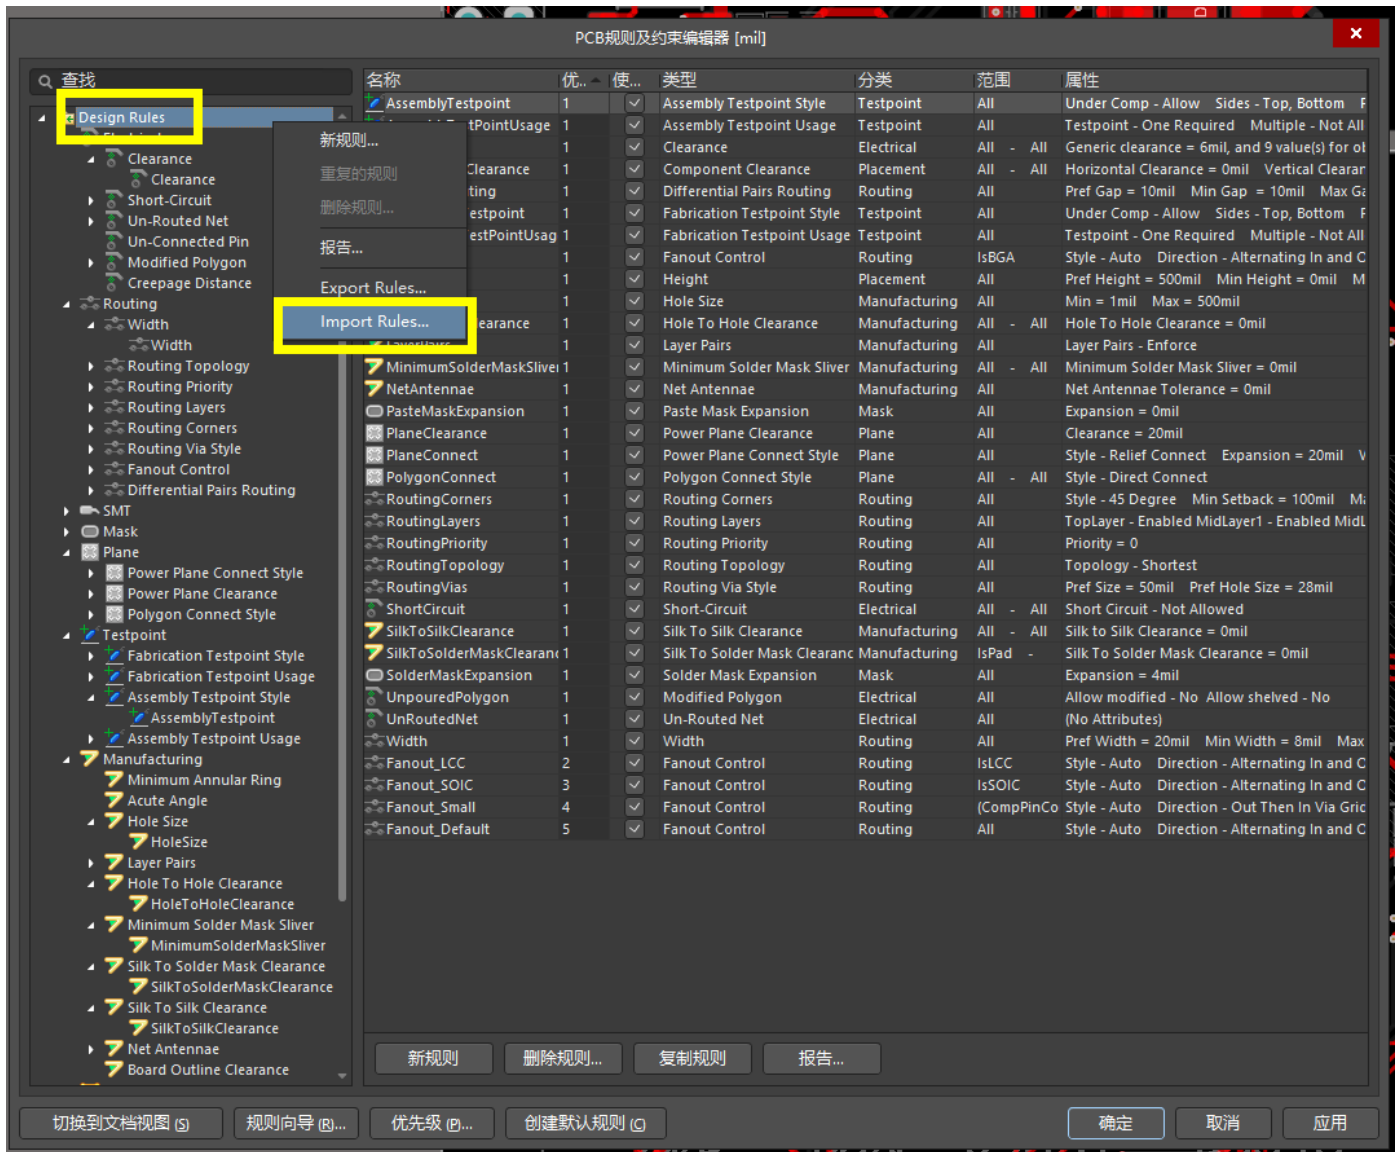 PCB规则及约束编辑器 [mil]
查找
名称 优... 使... 类型 分类 范围 属性
Design Rules
Clearance
Clearance
Short-Circuit
Un-Routed Net
Un-Connected Pin
Modified Polygon
Creepage Distance
Routing
Width
Width
Routing Topology
Routing Priority
Routing Layers
Routing Corners
Routing Via Style
Fanout Control
Differential Pairs Routing
SMT
Mask
Plane
Power Plane Connect Style
Power Plane Clearance
Polygon Connect Style
Testpoint
Fabrication Testpoint Style
Fabrication Testpoint Usage
Assembly Testpoint Style
AssemblyTestpoint
Assembly Testpoint Usage
Manufacturing
Minimum Annular Ring
Acute Angle
Hole Size
HoleSize
Layer Pairs
Hole To Hole Clearance
HoleToHoleClearance
Minimum Solder Mask Sliver
MinimumSolderMaskSliver
Silk To Solder Mask Clearance
SilkToSolderMaskClearance
Silk To Silk Clearance
SilkToSilkClearance
Net Antennae
Board Outline Clearance
新规则...
重复的规则
删除规则...
报告...
Export Rules...
Import Rules...
AssemblyTestpoint 1 Assembly Testpoint Style Testpoint All Under Comp - Allow Sides - Top, Bottom
PointUsage 1 Assembly Testpoint Usage Testpoint All Testpoint - One Required Multiple - Not All
1 Clearance Electrical All - All Generic clearance = 6mil, and 9 value(s) for ob
Clearance 1 Component Clearance Placement All - All Horizontal Clearance = 0mil Vertical Clearan
ting 1 Differential Pairs Routing Routing All Pref Gap = 10mil Min Gap = 10mil Max Ga
estpoint 1 Fabrication Testpoint Style Testpoint All Under Comp - Allow Sides - Top, Bottom
estPointUsag 1 Fabrication Testpoint Usage Testpoint All Testpoint - One Required Multiple - Not All
1 Fanout Control Routing IsBGA Style - Auto Direction - Alternating In and O
1 Height Placement All Pref Height = 500mil Min Height = 0mil M
1 Hole Size Manufacturing All Min = 1mil Max = 500mil
learance 1 Hole To Hole Clearance Manufacturing All - All Hole To Hole Clearance = 0mil
LayerPairs 1 Layer Pairs Manufacturing All Layer Pairs - Enforce
MinimumSolderMaskSliver 1 Minimum Solder Mask Sliver Manufacturing All - All Minimum Solder Mask Sliver = 0mil
NetAntennae 1 Net Antennae Manufacturing All Net Antennae Tolerance = 0mil
PasteMaskExpansion 1 Paste Mask Expansion Mask All Expansion = 0mil
PlaneClearance 1 Power Plane Clearance Plane All Clearance = 20mil
PlaneConnect 1 Power Plane Connect Style Plane All Style - Relief Connect Expansion = 20mil
PolygonConnect 1 Polygon Connect Style Plane All - All Style - Direct Connect
RoutingCorners 1 Routing Corners Routing All Style - 45 Degree Min Setback = 100mil Ma
RoutingLayers 1 Routing Layers Routing All TopLayer - Enabled MidLayer1 - Enabled MidL
RoutingPriority 1 Routing Priority Routing All Priority = 0
RoutingTopology 1 Routing Topology Routing All Topology - Shortest
RoutingVias 1 Routing Via Style Routing All Pref Size = 50mil Pref Hole Size = 28mil
ShortCircuit 1 Short-Circuit Electrical All - All Short Circuit - Not Allowed
SilkToSilkClearance 1 Silk To Silk Clearance Manufacturing All - All Silk to Silk Clearance = 0mil
SilkToSolderMaskClearanc 1 Silk To Solder Mask Clearanc Manufacturing IsPad - Silk To Solder Mask Clearance = 0mil
SolderMaskExpansion 1 Solder Mask Expansion Mask All Expansion = 4mil
UnpouredPolygon 1 Modified Polygon Electrical All Allow modified - No Allow shelved - No
UnRoutedNet 1 Un-Routed Net Electrical All (No Attributes)
Width 1 Width Routing All Pref Width = 20mil Min Width = 8mil Max
Fanout_LCC 2 Fanout Control Routing IsLCC Style - Auto Direction - Alternating In and O
Fanout_SOIC 3 Fanout Control Routing IsSOIC Style - Auto Direction - Alternating In and O
Fanout_Small 4 Fanout Control Routing (CompPinCo Style - Auto Direction - Out Then In Via Gric
Fanout_Default 5 Fanout Control Routing All Style - Auto Direction - Alternating In and O
新规则 删除规则... 复制规则 报告...
切换到文档视图 (S) 规则向导 (R)... 优先级 (P)... 创建默认规则 (C) 确定 取消 应用